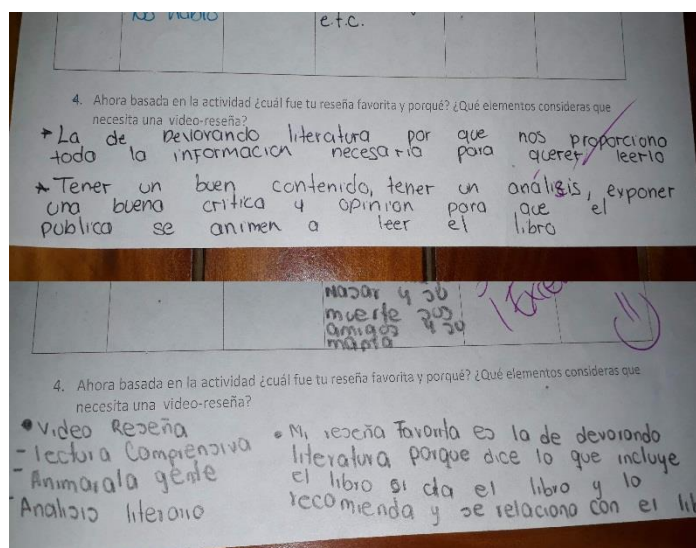 No hablo
e.t.c.
4. Ahora basada en la actividad ¿cuál fue tu reseña favorita y porqué? ¿Qué elementos consideras que
necesita una video-reseña?
La de Devorando literatura por que nos proporciono
todo la informacion necesaria para querer leerlo
Tener un buen contenido, tener un análisis, exponer
una buena critica y opinion para que el
publico se animen a leer el libro
muerte sus
amigos y su
4. Ahora basada en la actividad ¿cuál fue tu reseña favorita y porqué? ¿Qué elementos consideras que
necesita una video-reseña?
• Video Reseña
- lectura Comprensiva
- Animar a la gente
- Analisis literario
• Mi reseña Favorita es la de devorando
literatura porque dice lo que incluye
el libro si da el libro y lo
recomienda y se relaciona con el